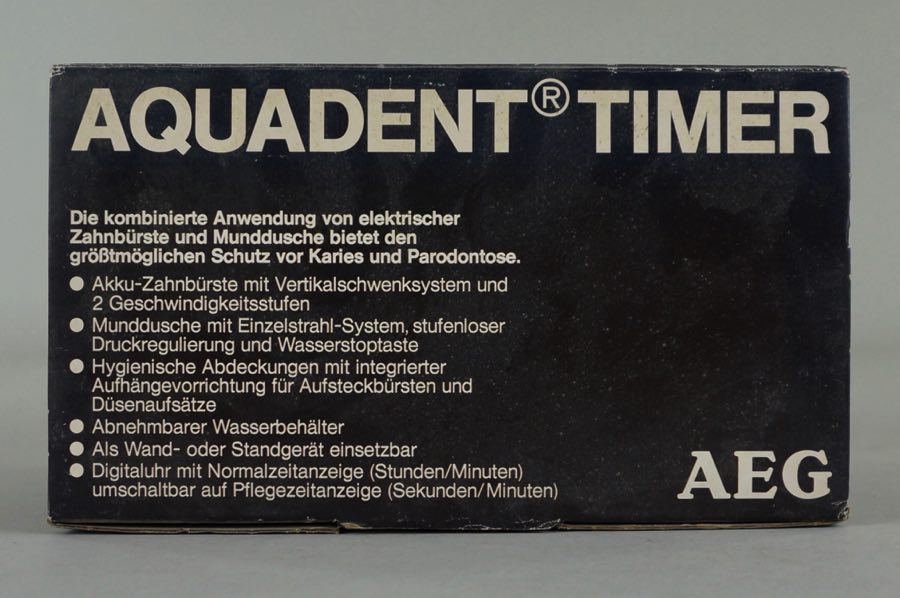 AQUADENT® TIMER
Die kombinierte Anwendung von elektrischer
Zahnbürste und Munddusche bietet den
größtmöglichen Schutz vor Karies und Parodontose.
● Akku-Zahnbürste mit Vertikalschwenksystem und
2 Geschwindigkeitsstufen
● Munddusche mit Einzelstrahl-System, stufenloser
Druckregulierung und Wasserstoptaste
● Hygienische Abdeckungen mit integrierter
Aufhängevorrichtung für Aufsteckbürsten und
Düsenaufsätze
● Abnehmbarer Wasserbehälter
● Als Wand- oder Standgerät einsetzbar
● Digitaluhr mit Normalzeitanzeige (Stunden/Minuten)
umschaltbar auf Pflegezeitanzeige (Sekunden/Minuten)
AEG